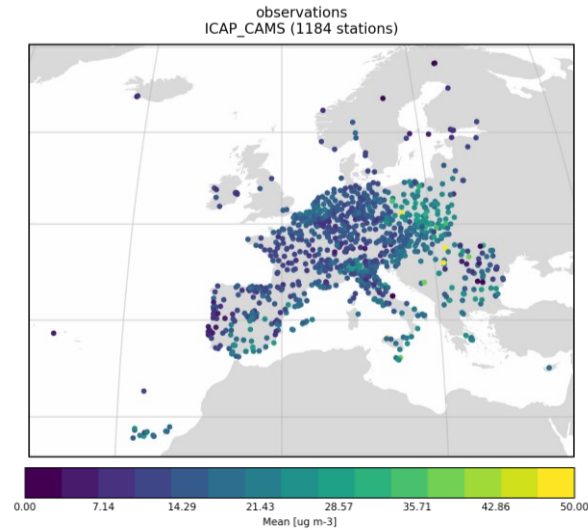 observations
ICAP_CAMS (1184 stations)
0.00 7.14 14.29 21.43 28.57 35.71 42.86 50.00
Mean [ug m-3]